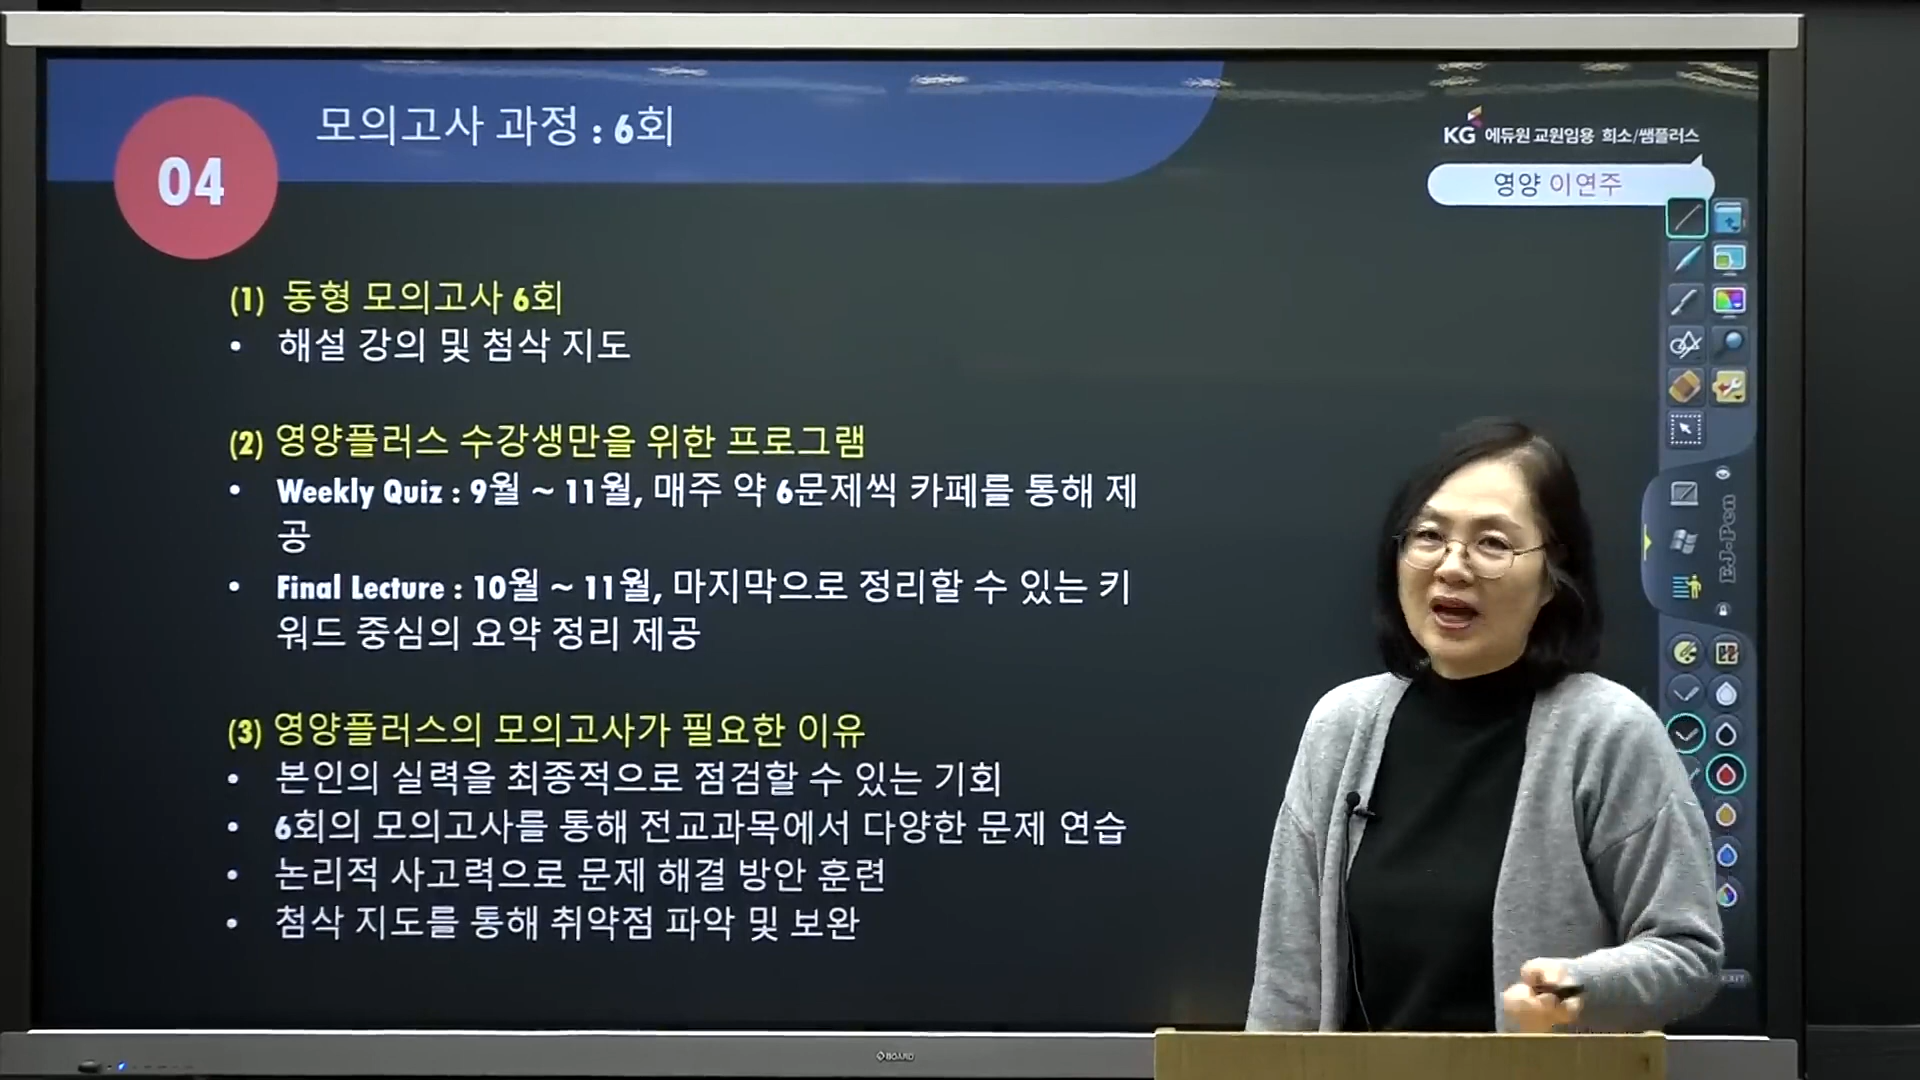 04
모의고사 과정 : 6회
KG 에듀원 교원임용 희소/쌤플러스
영양 이연주
(1) 동형 모의고사 6회
• 해설 강의 및 첨삭 지도
(2) 영양플러스 수강생만을 위한 프로그램
• Weekly Quiz : 9월 ~ 11월, 매주 약 6문제씩 카페를 통해 제
공
• Final Lecture : 10월 ~ 11월, 마지막으로 정리할 수 있는 키
워드 중심의 요약 정리 제공
(3) 영양플러스의 모의고사가 필요한 이유
• 본인의 실력을 최종적으로 점검할 수 있는 기회
• 6회의 모의고사를 통해 전교과목에서 다양한 문제 연습
• 논리적 사고력으로 문제 해결 방안 훈련
• 첨삭 지도를 통해 취약점 파악 및 보완
EXIT
BOARD